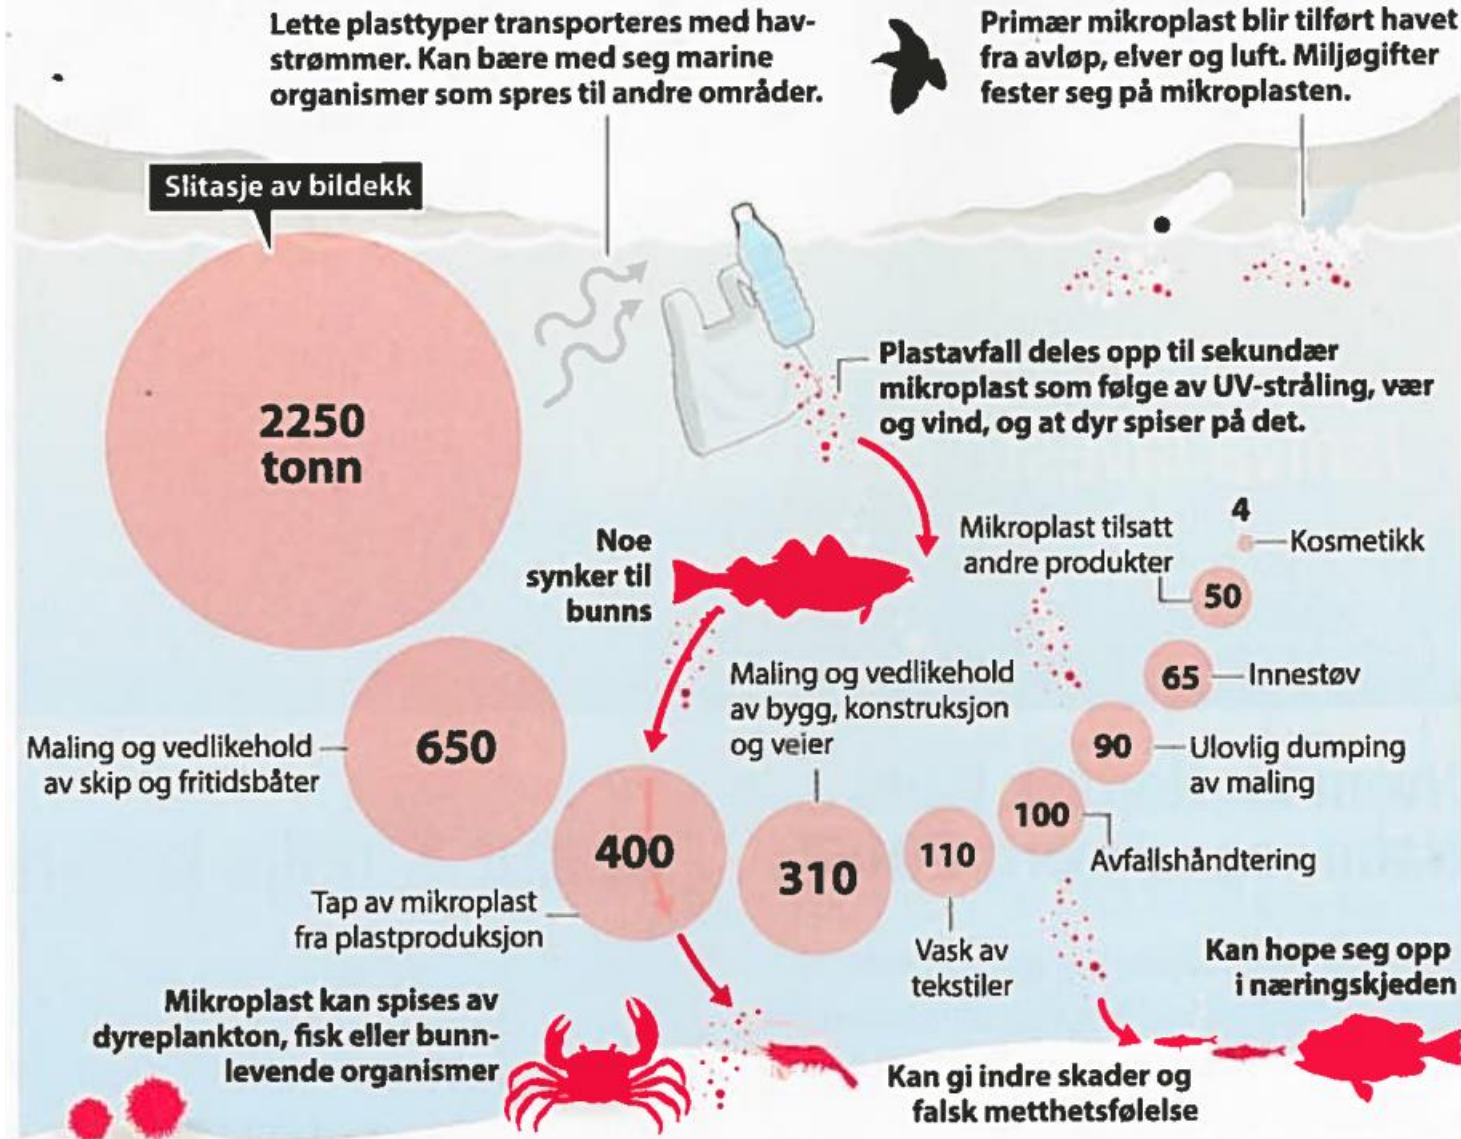 Lette plasttyper transporteres med hav-
strømmer. Kan bære med seg marine
organismer som spres til andre områder.
Primær mikroplast blir tilført havet
fra avløp, elver og luft. Miljøgifter
fester seg på mikroplasten.
Slitasje av bildekk
2250
tonn
Plastavfall deles opp til sekundær
mikroplast som følge av UV-stråling, vær
og vind, og at dyr spiser på det.
Noe
synker til
bunns
Mikroplast tilsatt
andre produkter
4
Kosmetikk
50
65
Innestøv
Maling og vedlikehold
av bygg, konstruksjon
og veier
Maling og vedlikehold
av skip og fritidsbåter
650
90
Ulovlig dumping
av maling
400
310
110
100
Avfallshåndtering
Tap av mikroplast
fra plastproduksjon
Vask av
tekstiler
Kan hope seg opp
i næringskjeden
Mikroplast kan spises av
dyreplankton, fisk eller bunn-
levende organismer
Kan gi indre skader og
falsk metthetsfølelse